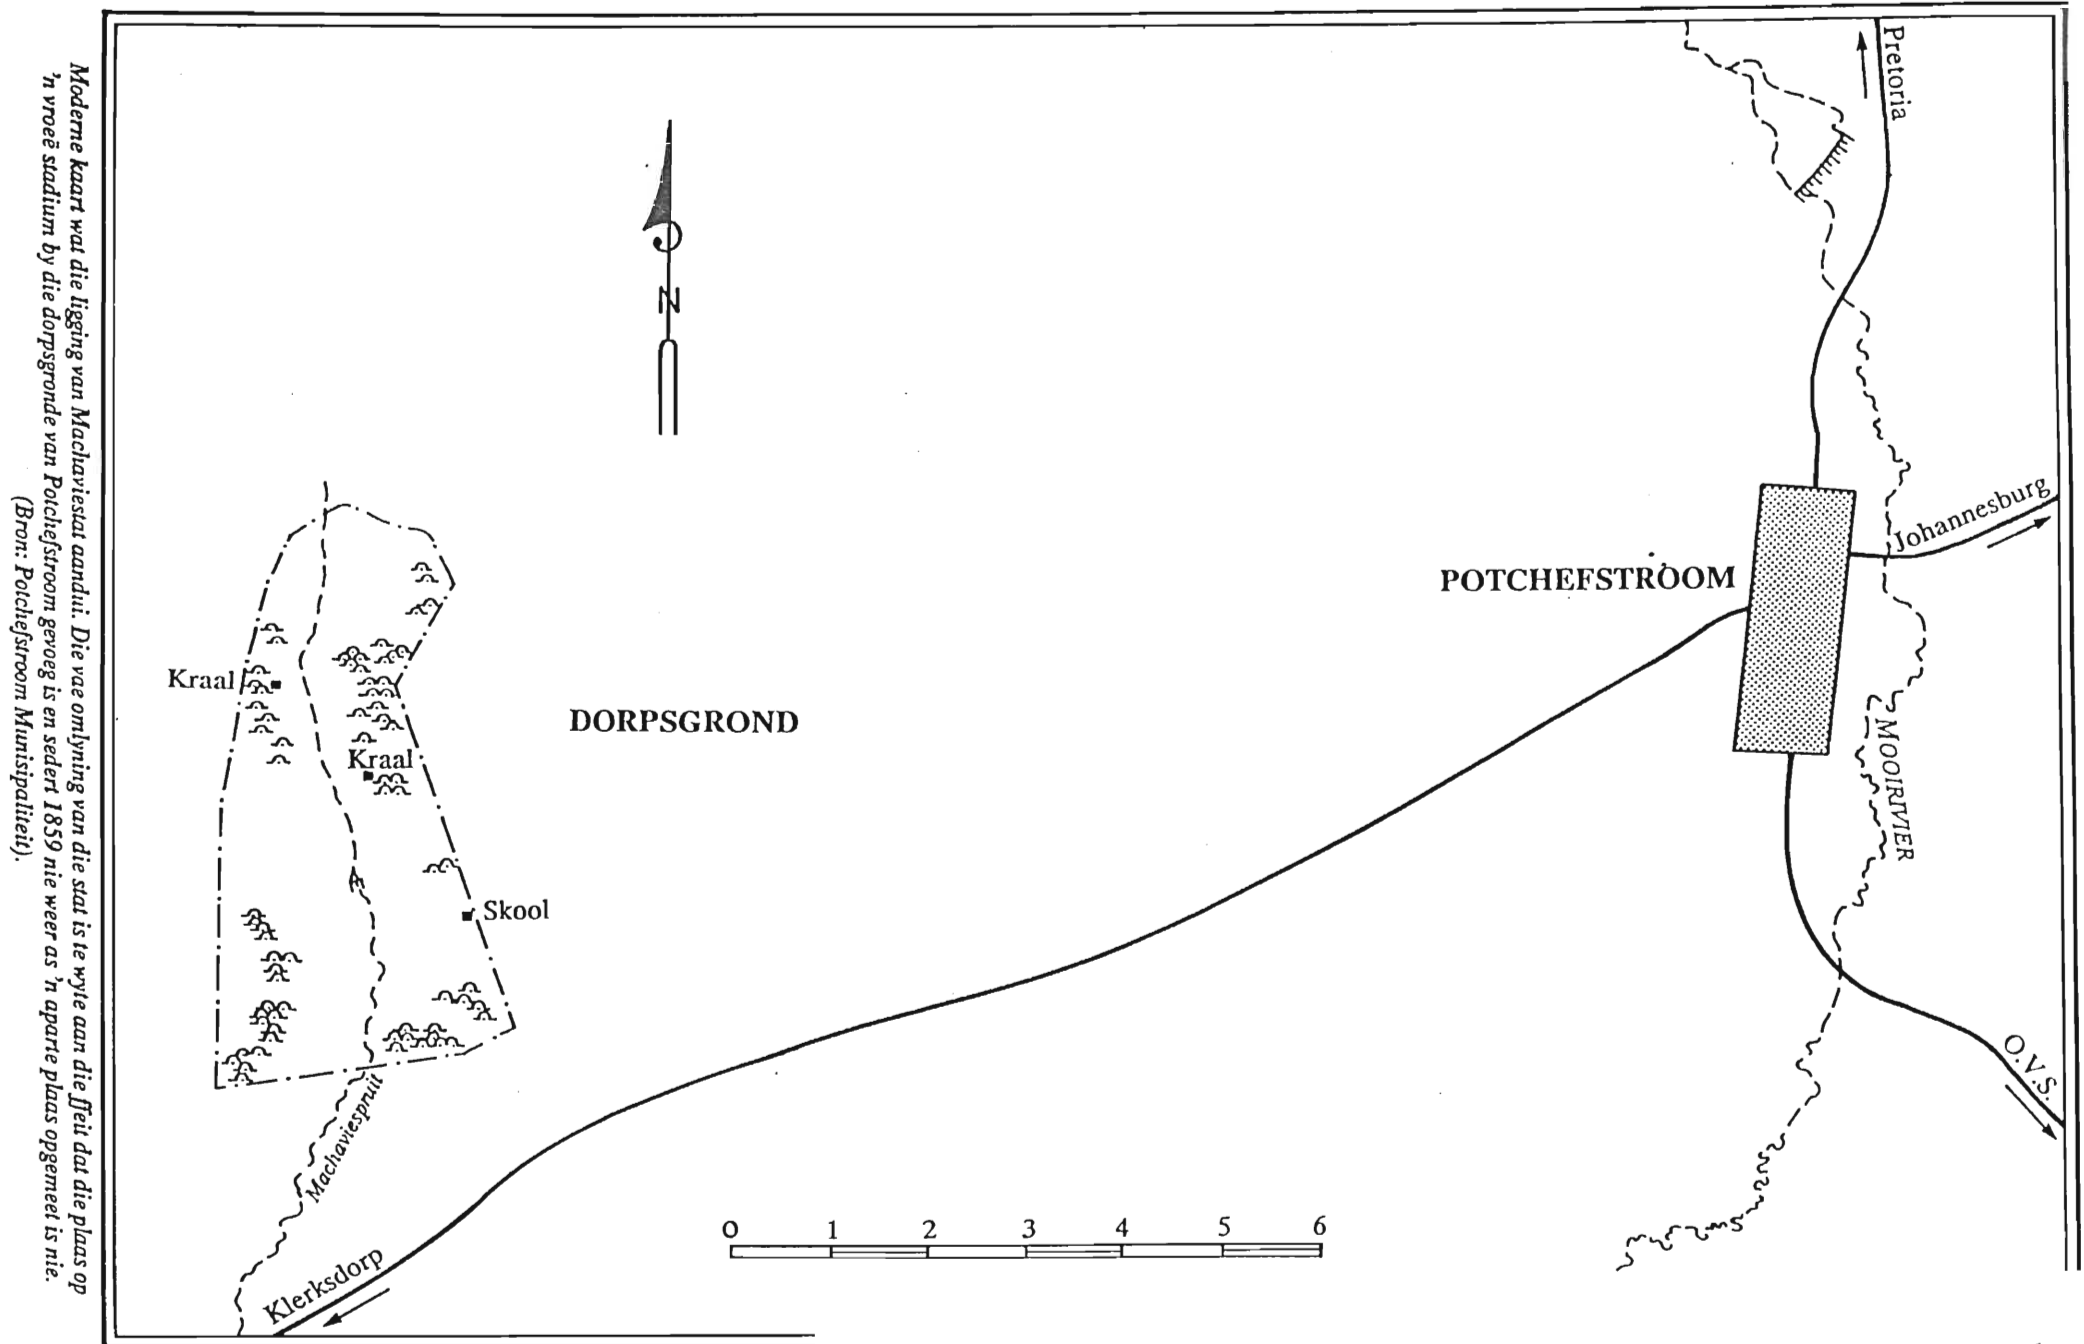 Pretoria
N
Johannesburg
POTCHEFSTROOM
Kraal
DORPSGROND
MOOIRIVIER
Kraal
Skool
O.V.S.
Machaviespruit
0 1 2 3 4 5 6
Klerksdorp
Moderne kaart wat die ligging van Machaviestat aandui. Die vae omlyning van die stat is te wyte aan die ffeit dat die plaas op
'n vroeë stadium by die dorpsgronde van Potchefstroom gevoeg is en sedert 1859 nie weer as 'n aparte plaas opgemeet is nie.
(Bron: Potchefstroom Munisipaliteit).